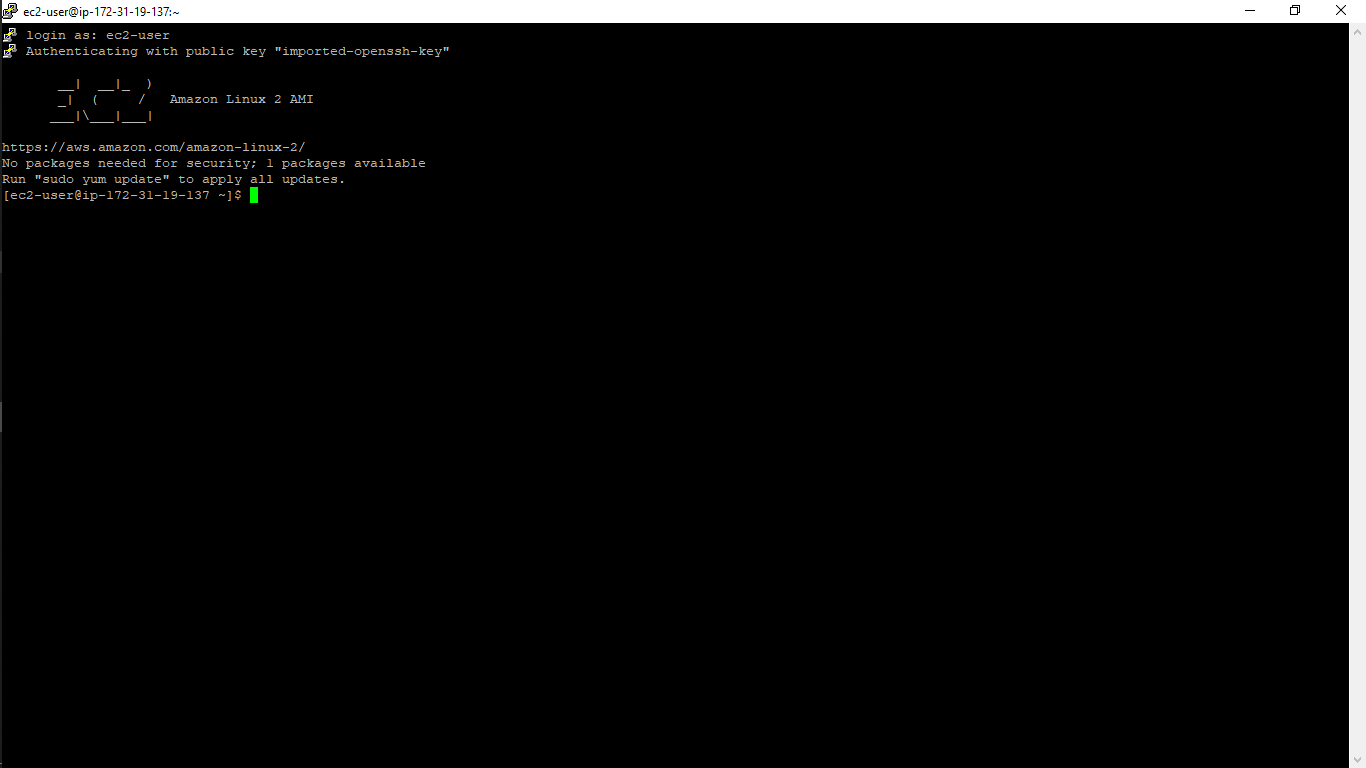 ec2-user@ip-172-31-19-137:~
login as: ec2-user
Authenticating with public key "imported-openssh-key"
       __|  __|_  )
       _|  (     /   Amazon Linux 2 AMI
      ___|\___|___|
https://aws.amazon.com/amazon-linux-2/
No packages needed for security; 1 packages available
Run "sudo yum update" to apply all updates.
[ec2-user@ip-172-31-19-137 ~]$